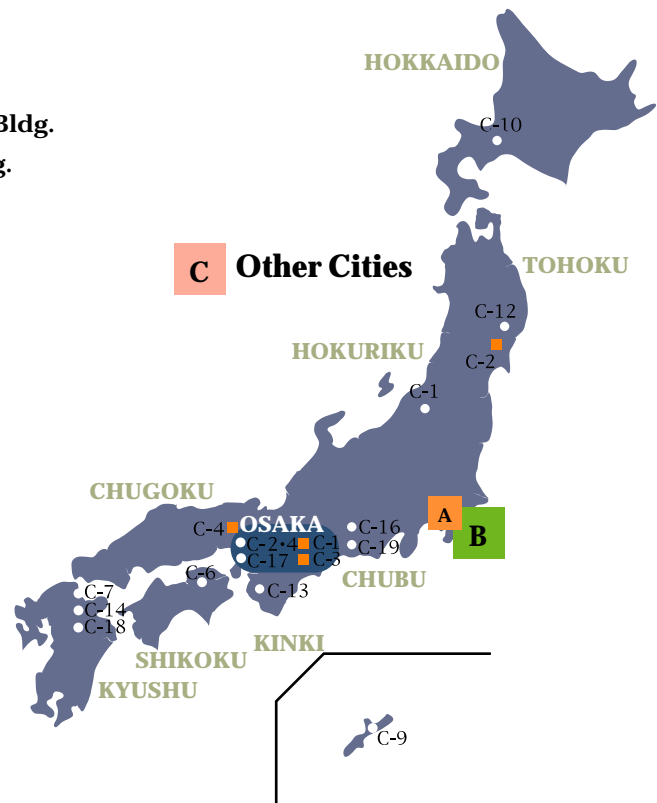 HOKKAIDO
Bldg.
C-10
g.
C Other Cities
TOHOKU
C-12
HOKURIKU
C-2
C-1
CHUGOKU
A
C-4
OSAKA
C-16
B
C-2・4
C-1
C-19
C-17
C-3
CHUBU
C-6
C-7
C-13
C-14
C-18
KINKI
SHIKOKU
KYUSHU
C-9